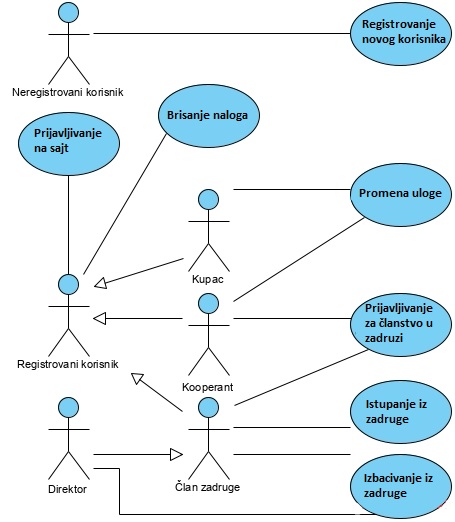 Registrovanje
novog korisnika
Neregistrovani korisnik
Prijavljivanje
na sajt
Brisanje naloga
Promena uloge
Kupac
Prijavljivanje
za članstvo u
zadruzi
Registrovani korisnik
Kooperant
Istupanje iz
zadruge
Direktor
Član zadruge
Izbacivanje iz
zadruge